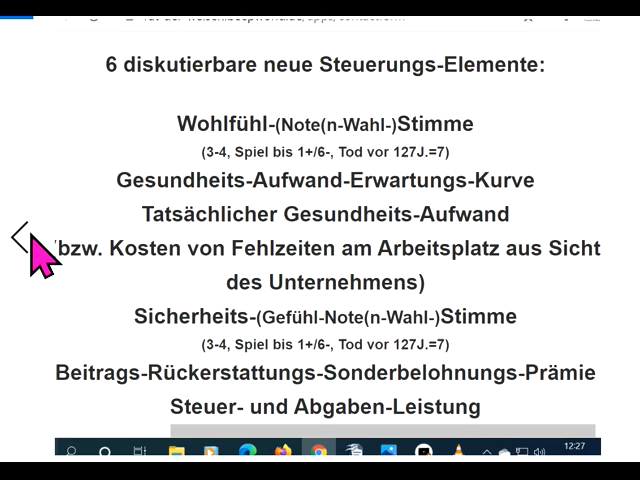 6 diskutierbare neue Steuerungs-Elemente:
Wohlfühl-(Note(n-Wahl-)Stimme
(3-4, Spiel bis 1+/6-, Tod vor 127J.=7)
Gesundheits-Aufwand-Erwartungs-Kurve
Tatsächlicher Gesundheits-Aufwand
bzw. Kosten von Fehlzeiten am Arbeitsplatz aus Sicht
des Unternehmens)
Sicherheits-(Gefühl-Note(n-Wahl-)Stimme
(3-4, Spiel bis 1+/6-, Tod vor 127J.=7)
Beitrags-Rückerstattungs-Sonderbelohnungs-Prämie
Steuer- und Abgaben-Leistung
12:27